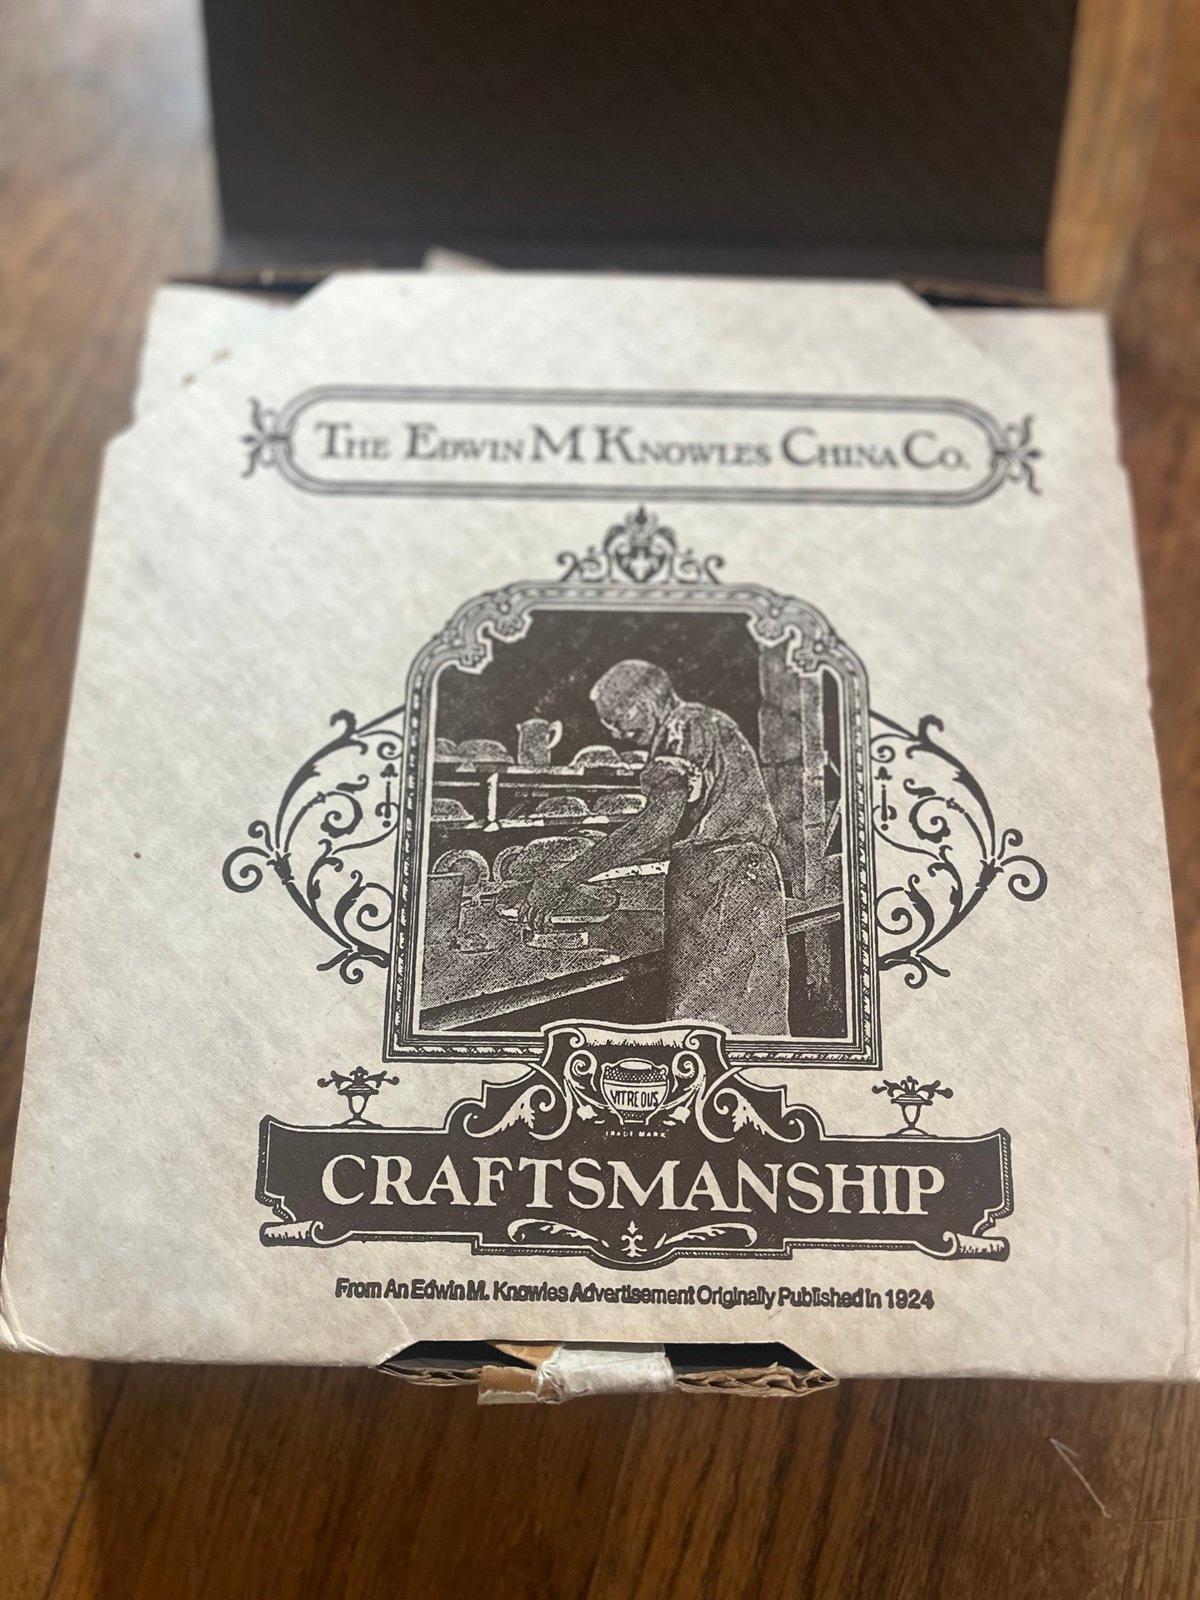 THE EDWIN M KNOWLES CHINA CO.
VITREOUS
TRADE MARK
CRAFTSMANSHIP
From An Edwin M. Knowles Advertisement Originally Published in 1924